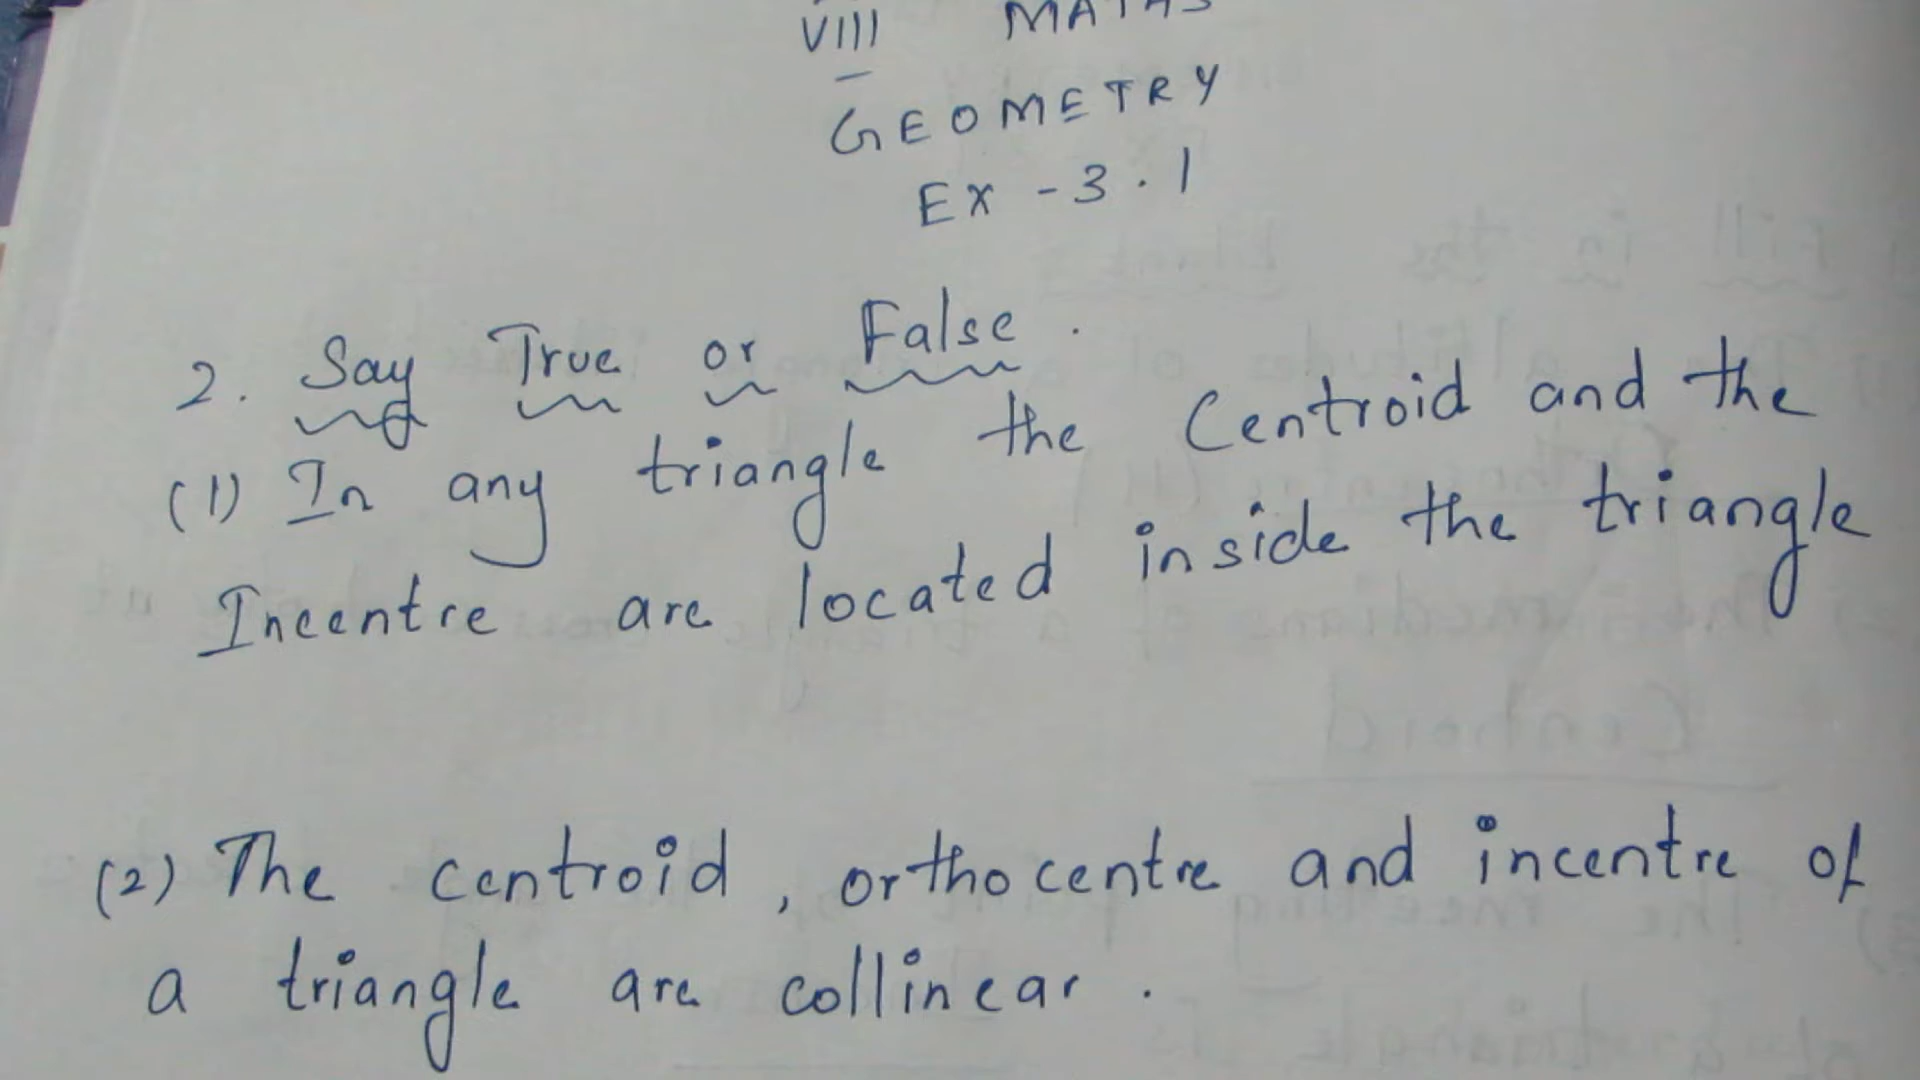 VIII MATHS
GEOMETRY
Ex - 3.1
2. Say True or False.
(1) In any triangle the Centroid and the
Incentre are located inside the triangle
(2) The centroid, orthocentre and incentre of
a triangle are collinear.